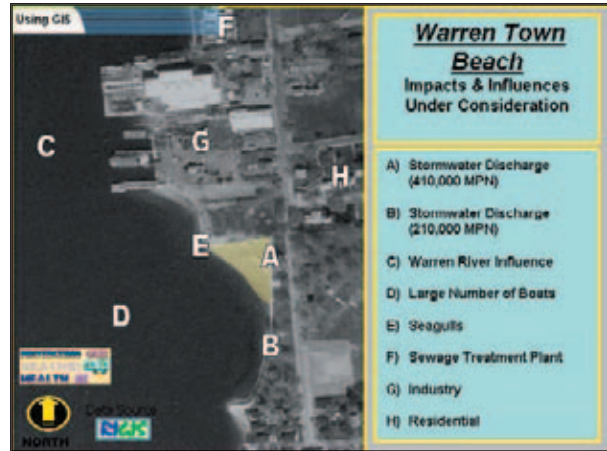 Using GIS
F
C
G
H
E
A
D
B
HEALTH
NORTH
Data Source
Warren Town
Beach
Impacts & Influences
Under Consideration
A) Stormwater Discharge
(410,000 MPN)
B) Stormwater Discharge
(210,000 MPN)
C) Warren River Influence
D) Large Number of Boats
E) Seagulls
F) Sewage Treatment Plant
G) Industry
H) Residential